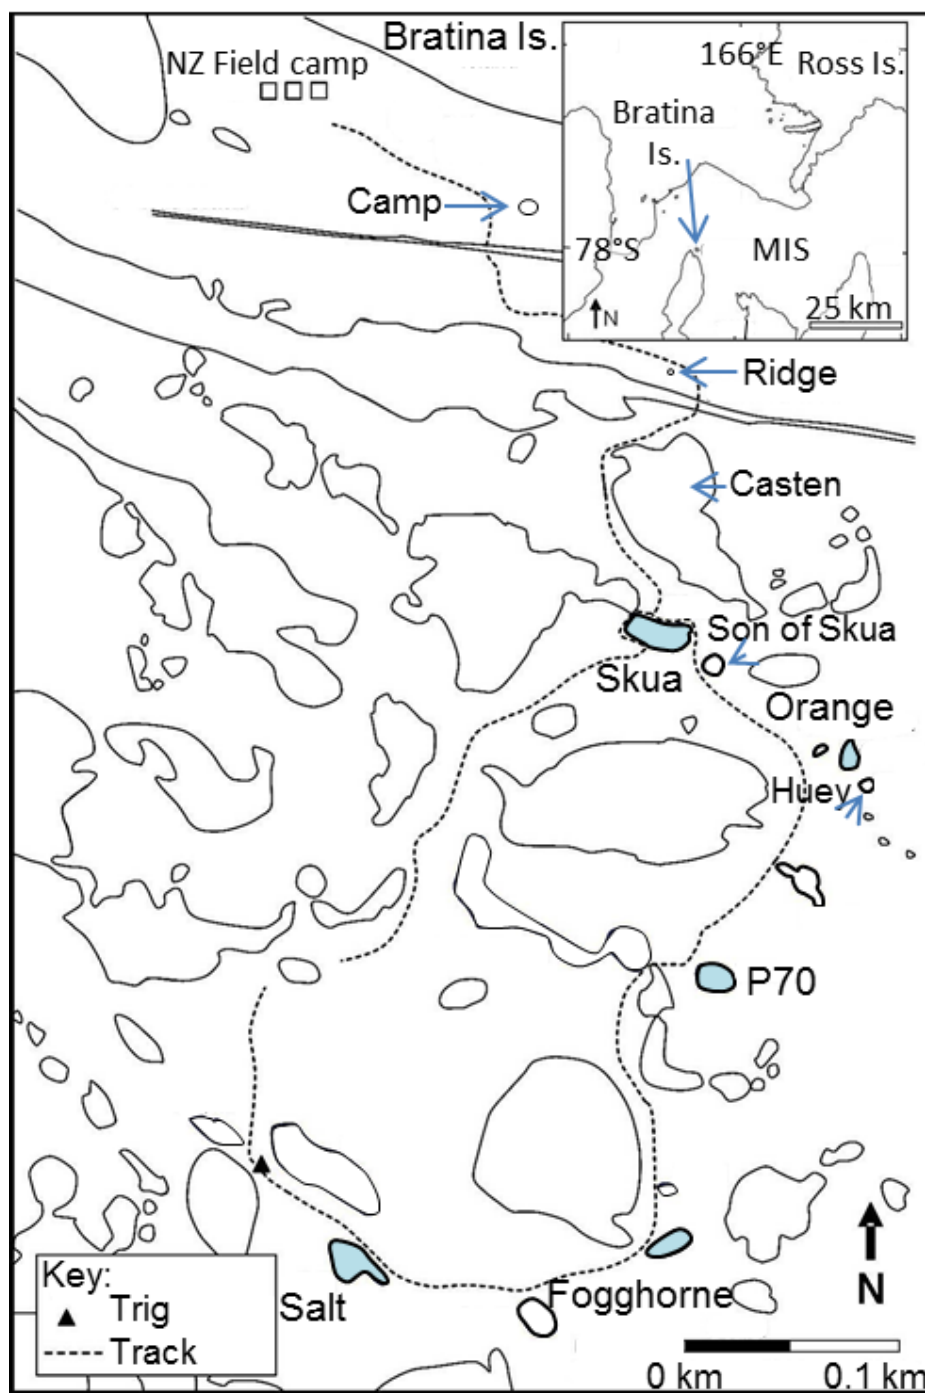 Bratina Is.
NZ Field camp
166°E
Ross Is.
Bratina
Is.
78°S
MIS
N
25 km
Camp
Ridge
Casten
Son of Skua
Skua
Orange
Huey
P70
Key:
Trig
Track
Salt
Fogghorne
N
0 km
0.1 km